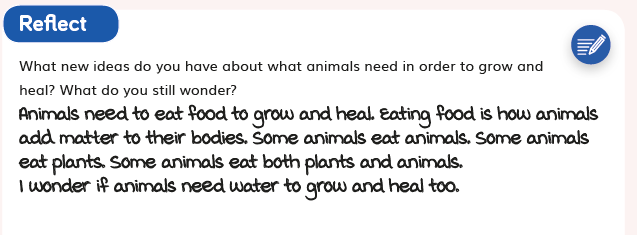 Reflect
What new ideas do you have about what animals need in order to grow and
heal? What do you still wonder?
Animals need to eat food to grow and heal. Eating food is how animals
add matter to their bodies. Some animals eat animals. Some animals
eat plants. Some animals eat both plants and animals.
I wonder if animals need water to grow and heal too.